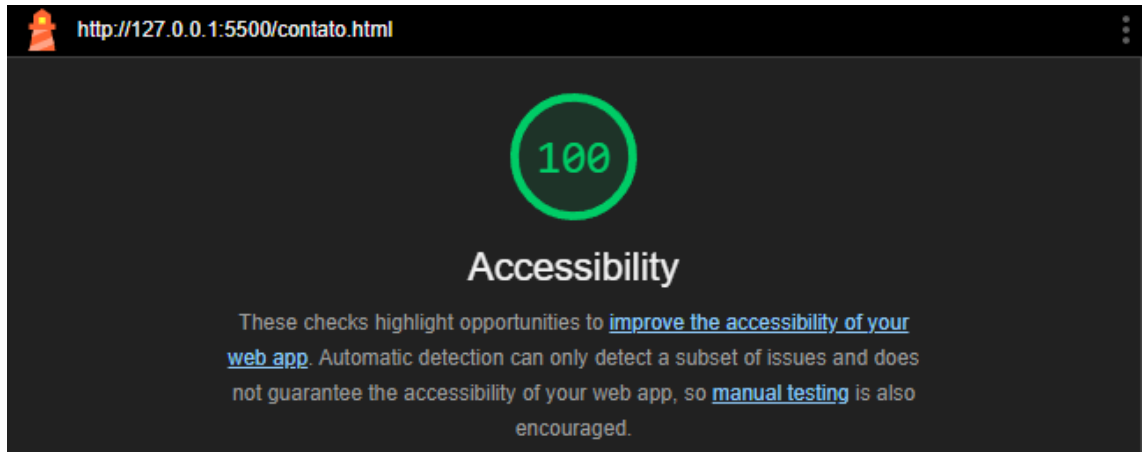 http://127.0.0.1:5500/contato.html
100
Accessibility
These checks highlight opportunities to improve the accessibility of your
web app. Automatic detection can only detect a subset of issues and does
not guarantee the accessibility of your web app, so manual testing is also
encouraged.